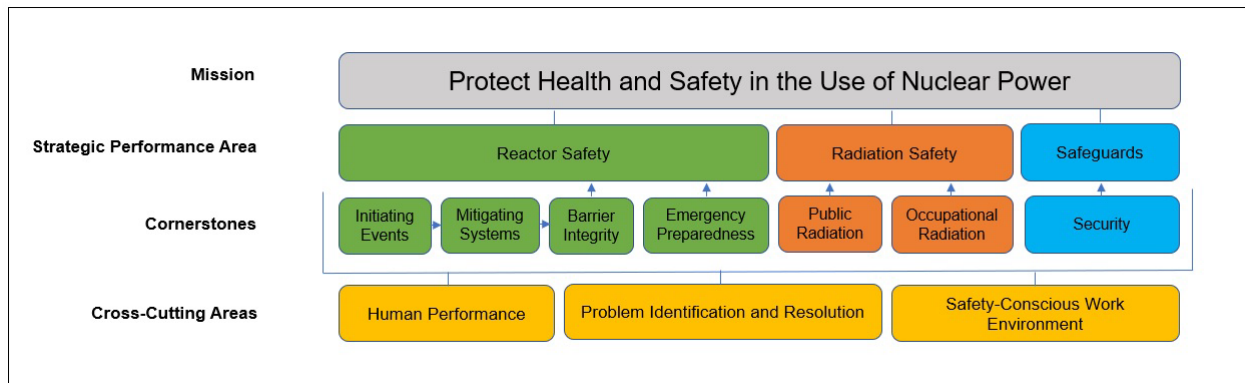 Mission
Protect Health and Safety in the Use of Nuclear Power
Strategic Performance Area
Reactor Safety
Radiation Safety
Safeguards
Cornerstones
Initiating
Events
Mitigating
Systems
Barrier
Integrity
Emergency
Preparedness
Public
Radiation
Occupational
Radiation
Security
Cross-Cutting Areas
Human Performance
Problem Identification and Resolution
Safety-Conscious Work
Environment